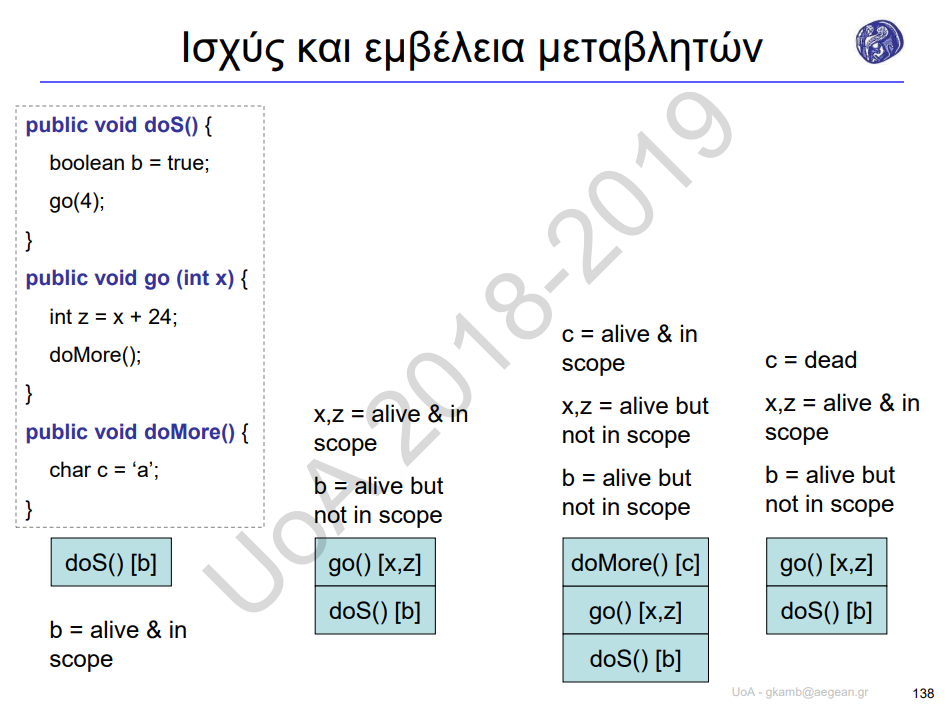 Ισχύς και εμβέλεια μεταβλητών
public void doS() {
boolean b = true;
go(4);
}
public void go (int x) {
int z = x + 24;
doMore();
}
public void doMore() {
char c = ‘a’;
}
doS() [b]
b = alive & in
scope
x,z = alive & in
scope
b = alive but
not in scope
go() [x,z]
doS() [b]
c = alive & in
scope
x,z = alive but
not in scope
b = alive but
not in scope
doMore() [c]
go() [x,z]
doS() [b]
c = dead
x,z = alive & in
scope
b = alive but
not in scope
go() [x,z]
doS() [b]
UoA 2018-2019
UoA - gkamb@aegean.gr
138